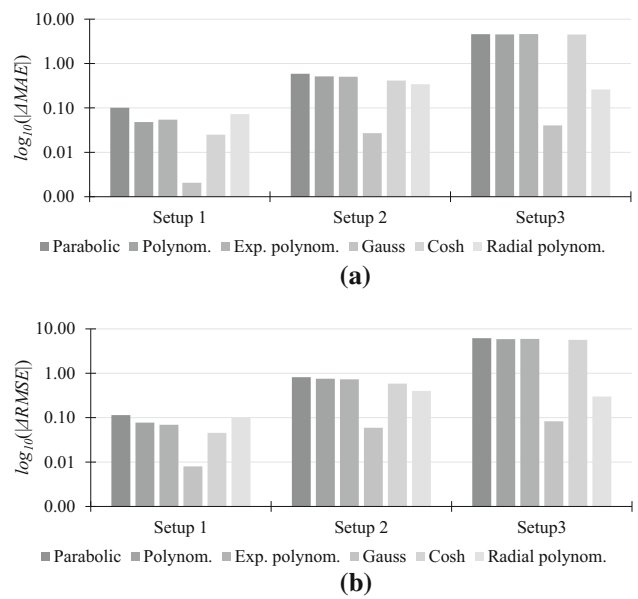 10.00
1.00
0.10
0.01
0.00
log10(|ΔMAE|)
Setup 1 Setup 2 Setup3
Parabolic Polynom. Exp. polynom. Gauss Cosh Radial polynom.
(a)
10.00
1.00
0.10
0.01
0.00
log10(|ΔRMSE|)
Setup 1 Setup 2 Setup3
Parabolic Polynom. Exp. polynom. Gauss Cosh Radial polynom.
(b)